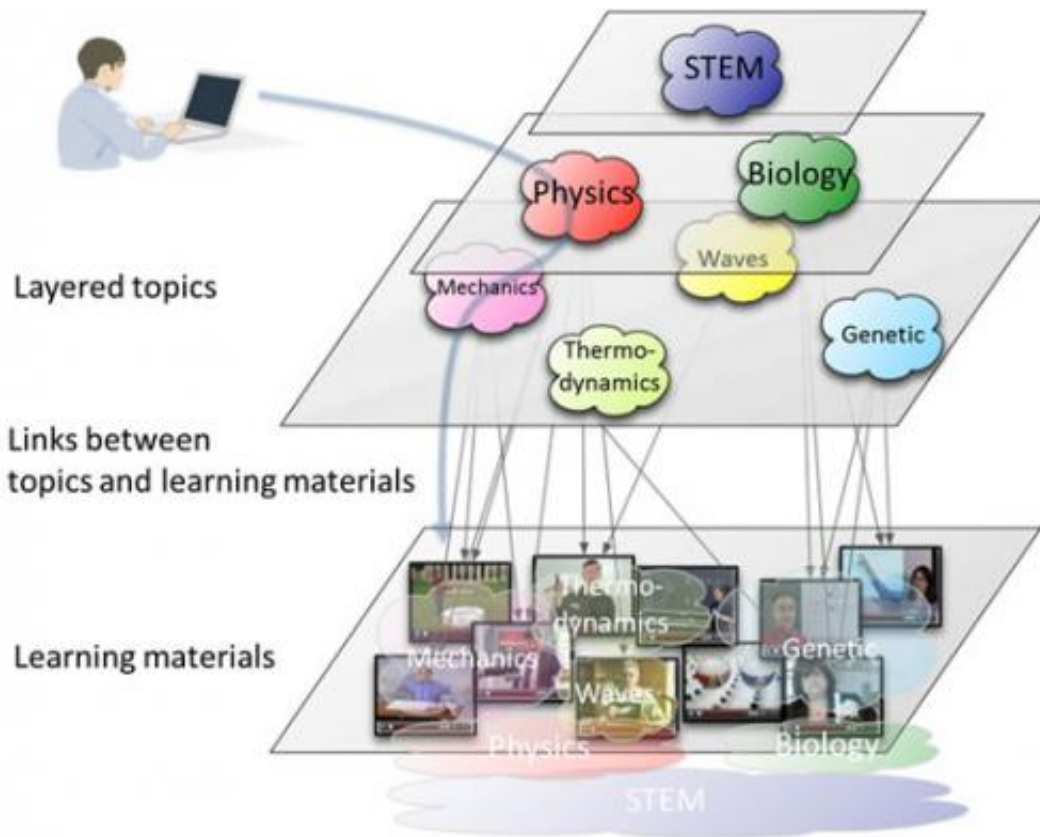 STEM
Physics
Biology
Mechanics
Waves
Genetic
Thermo-
dynamics
Layered topics
Links between
topics and learning materials
Learning materials
Thermo-
dynamics
Mechanics
Genetic
Waves
Physics
Biology
STEM